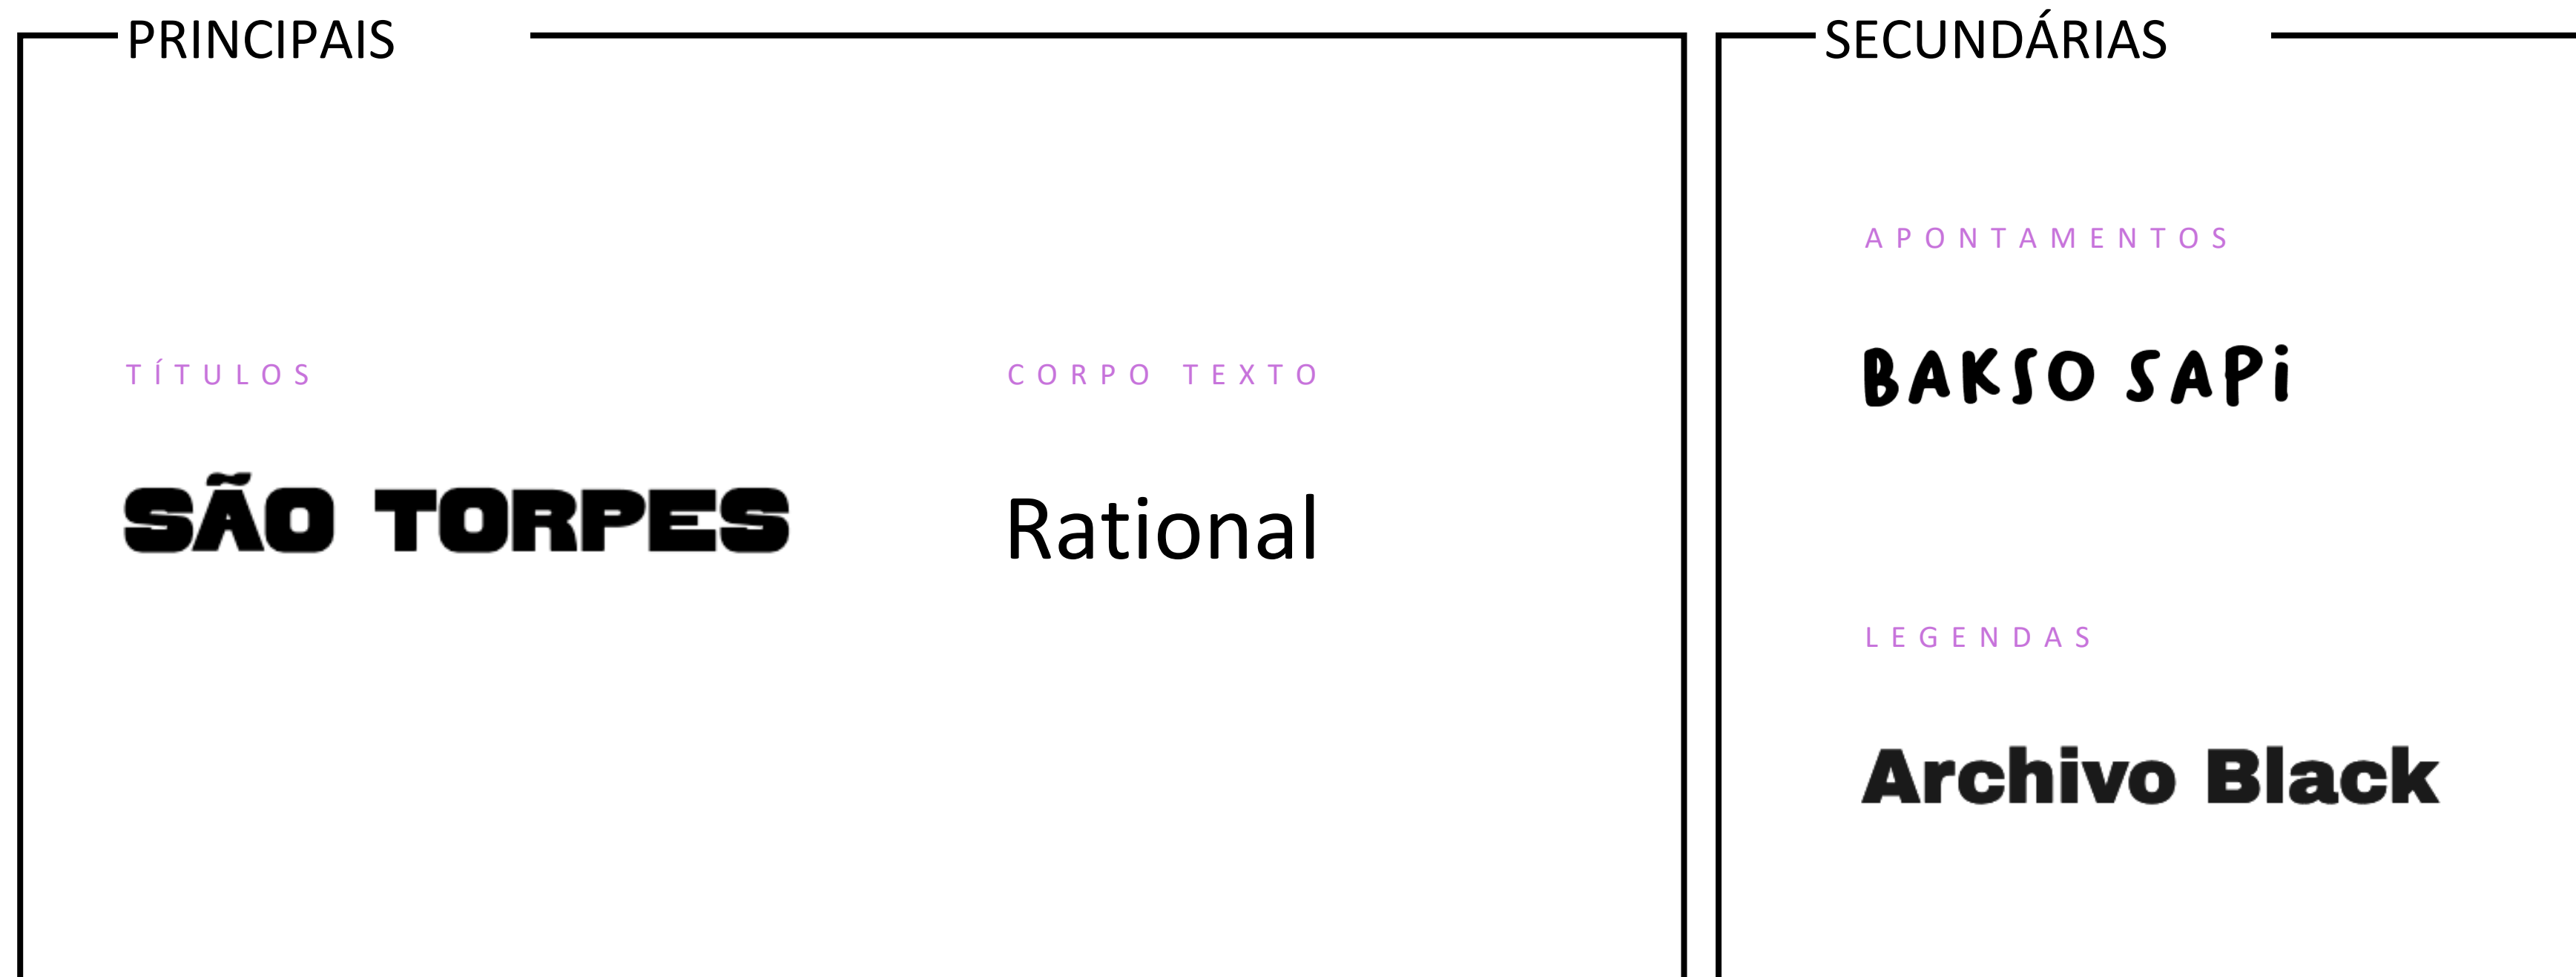 PRINCIPAIS
TÍTULOS
SÃO TORPES
CORPO TEXTO
Rational
SECUNDÁRIAS
APONTAMENTOS
BAKSO SAPi
LEGENDAS
Archivo Black